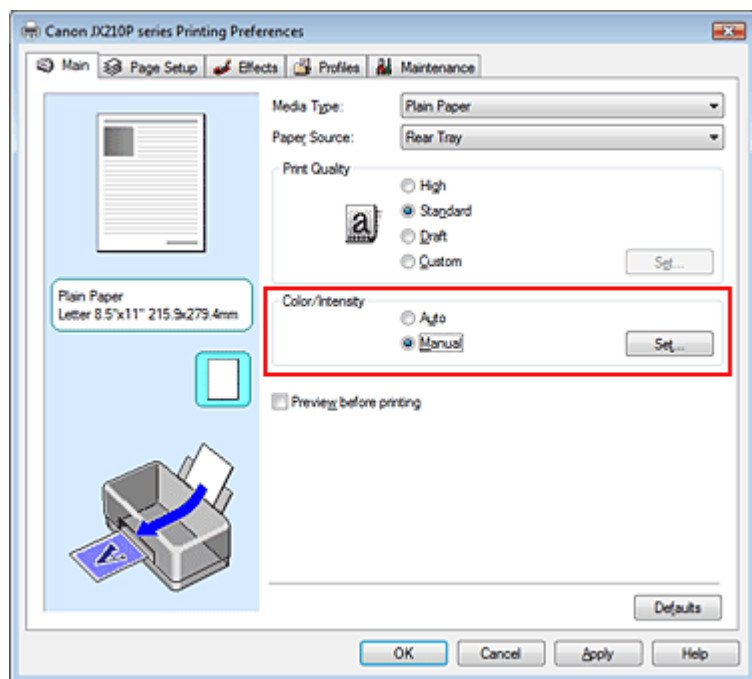 Canon JX210P series Printing Preferences
Main Page Setup Effects Profiles Maintenance
Media Type: Plain Paper
Paper Source: Rear Tray
Print Quality
High
a Standard
Draft
Custom Set...
Plain Paper
Letter 8.5"x11" 215.9x279.4mm
Color/Intensity
Auto
Manual Set...
Preview before printing
V
Defaults
OK Cancel Apply Help